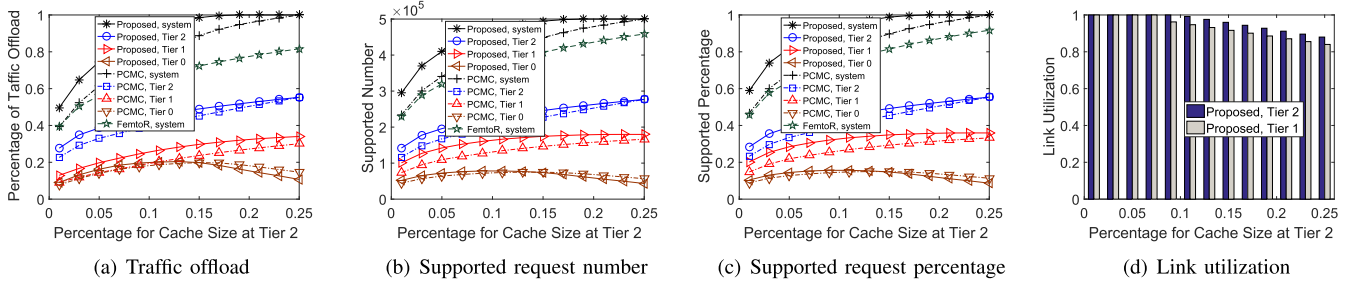 Percentage of Traffic Offload
1
0.8
0.6
0.4
0.2
0
Proposed, system
Proposed, Tier 2
Proposed, Tier 1
Proposed, Tier 0
PCMC, system
PCMC, Tier 2
PCMC, Tier 1
PCMC, Tier 0
FemtoR, system
0 0.05 0.1 0.15 0.2 0.25
Percentage for Cache Size at Tier 2
(a) Traffic offload
Supported Number
×10⁵
5
4
3
2
1
0
Proposed, system
Proposed, Tier 2
Proposed, Tier 1
Proposed, Tier 0
PCMC, system
PCMC, Tier 2
PCMC, Tier 1
PCMC, Tier 0
FemtoR, system
0 0.05 0.1 0.15 0.2 0.25
Percentage for Cache Size at Tier 2
(b) Supported request number
Supported Percentage
1
0.8
0.6
0.4
0.2
0
Proposed, system
Proposed, Tier 2
Proposed, Tier 1
Proposed, Tier 0
PCMC, system
PCMC, Tier 2
PCMC, Tier 1
PCMC, Tier 0
FemtoR, system
0 0.05 0.1 0.15 0.2 0.25
Percentage for Cache Size at Tier 2
(c) Supported request percentage
Link Utilization
1
0.8
0.6
0.4
0.2
0
Proposed, Tier 2
Proposed, Tier 1
0 0.05 0.1 0.15 0.2 0.25
Percentage for Cache Size at Tier 2
(d) Link utilization